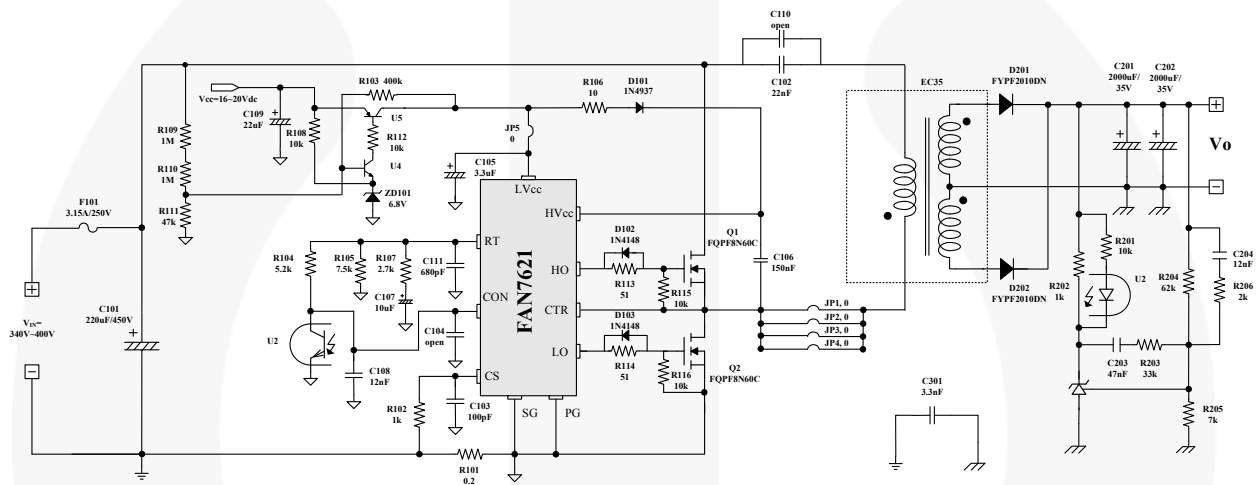 C110
open
C102
22nF
EC35
D201
FYPF2010DN
C201
2000uF/
35V
C202
2000uF/
35V
Vcc=16~20Vdc
R103 400k
R106
10
D101
1N4937
C109
22uF
R108
10k
U5
R112
10k
U4
JP5
0
R109
1M
R110
1M
R111
47k
ZD101
6.8V
C105
3.3uF
F101
3.15A/250V
LVcc
HVcc
RT
CON
CS
FAN7621
HO
CTR
LO
SG
PG
Vo
R104
5.2k
R105
7.5k
R107
2.7k
C111
680pF
C107
10uF
C104
open
D102
1N4148
R113
51
R115
10k
Q1
FQPF8N60C
C106
150nF
JP1, 0
JP2, 0
JP3, 0
JP4, 0
D103
1N4148
R114
51
R116
10k
Q2
FQPF8N60C
VIN=
340V~400V
C101
220uF/450V
U2
C108
12nF
R102
1k
C103
100pF
R101
0.2
D202
FYPF2010DN
R201
10k
R202
1k
U2
R204
62k
C204
12nF
R206
2k
C203
47nF
R203
33k
R205
7k
C301
3.3nF